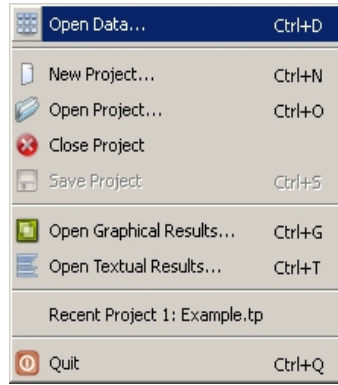 Open Data... Ctrl+D
New Project... Ctrl+N
Open Project... Ctrl+O
Close Project
Save Project Ctrl+S
Open Graphical Results... Ctrl+G
Open Textual Results... Ctrl+T
Recent Project 1: Example.tp
Quit Ctrl+Q